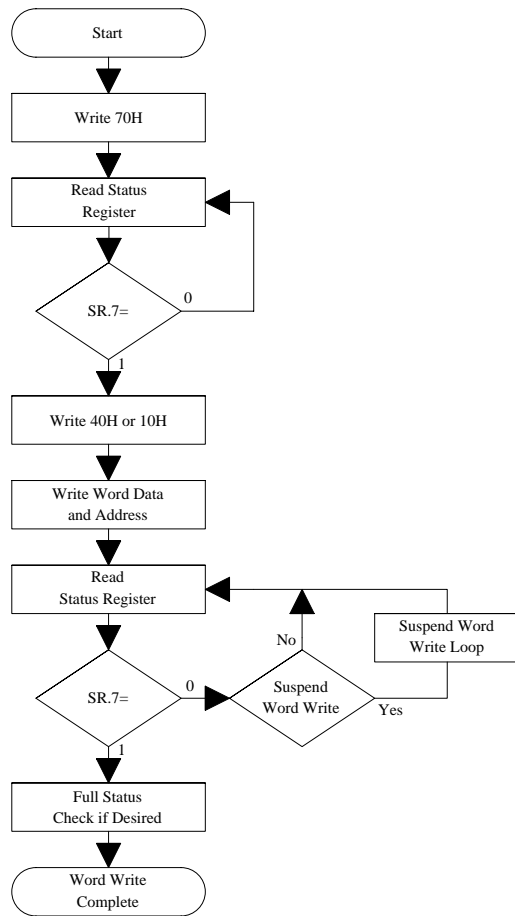 Start
Write 70H
Read Status
Register
SR.7=
0
1
Write 40H or 10H
Write Word Data
and Address
Read
Status Register
SR.7=
0
1
Suspend
Word Write
No
Yes
Suspend Word
Write Loop
Full Status
Check if Desired
Word Write
Complete